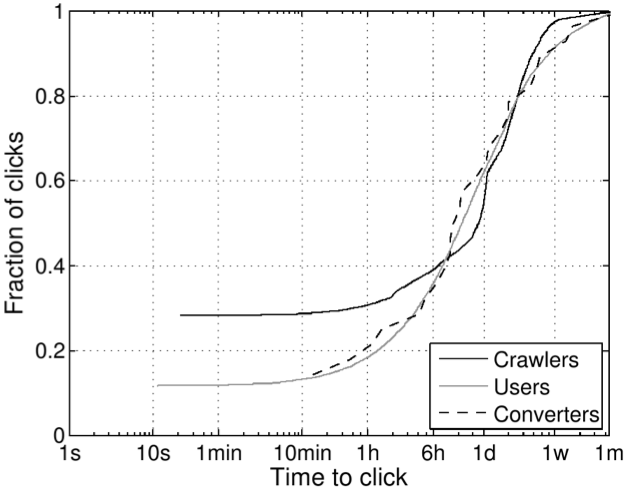 1
0.8
0.6
0.4
0.2
0
Fraction of clicks
Crawlers
Users
Converters
1s 10s 1min 10min 1h 6h 1d 1w 1m
Time to click